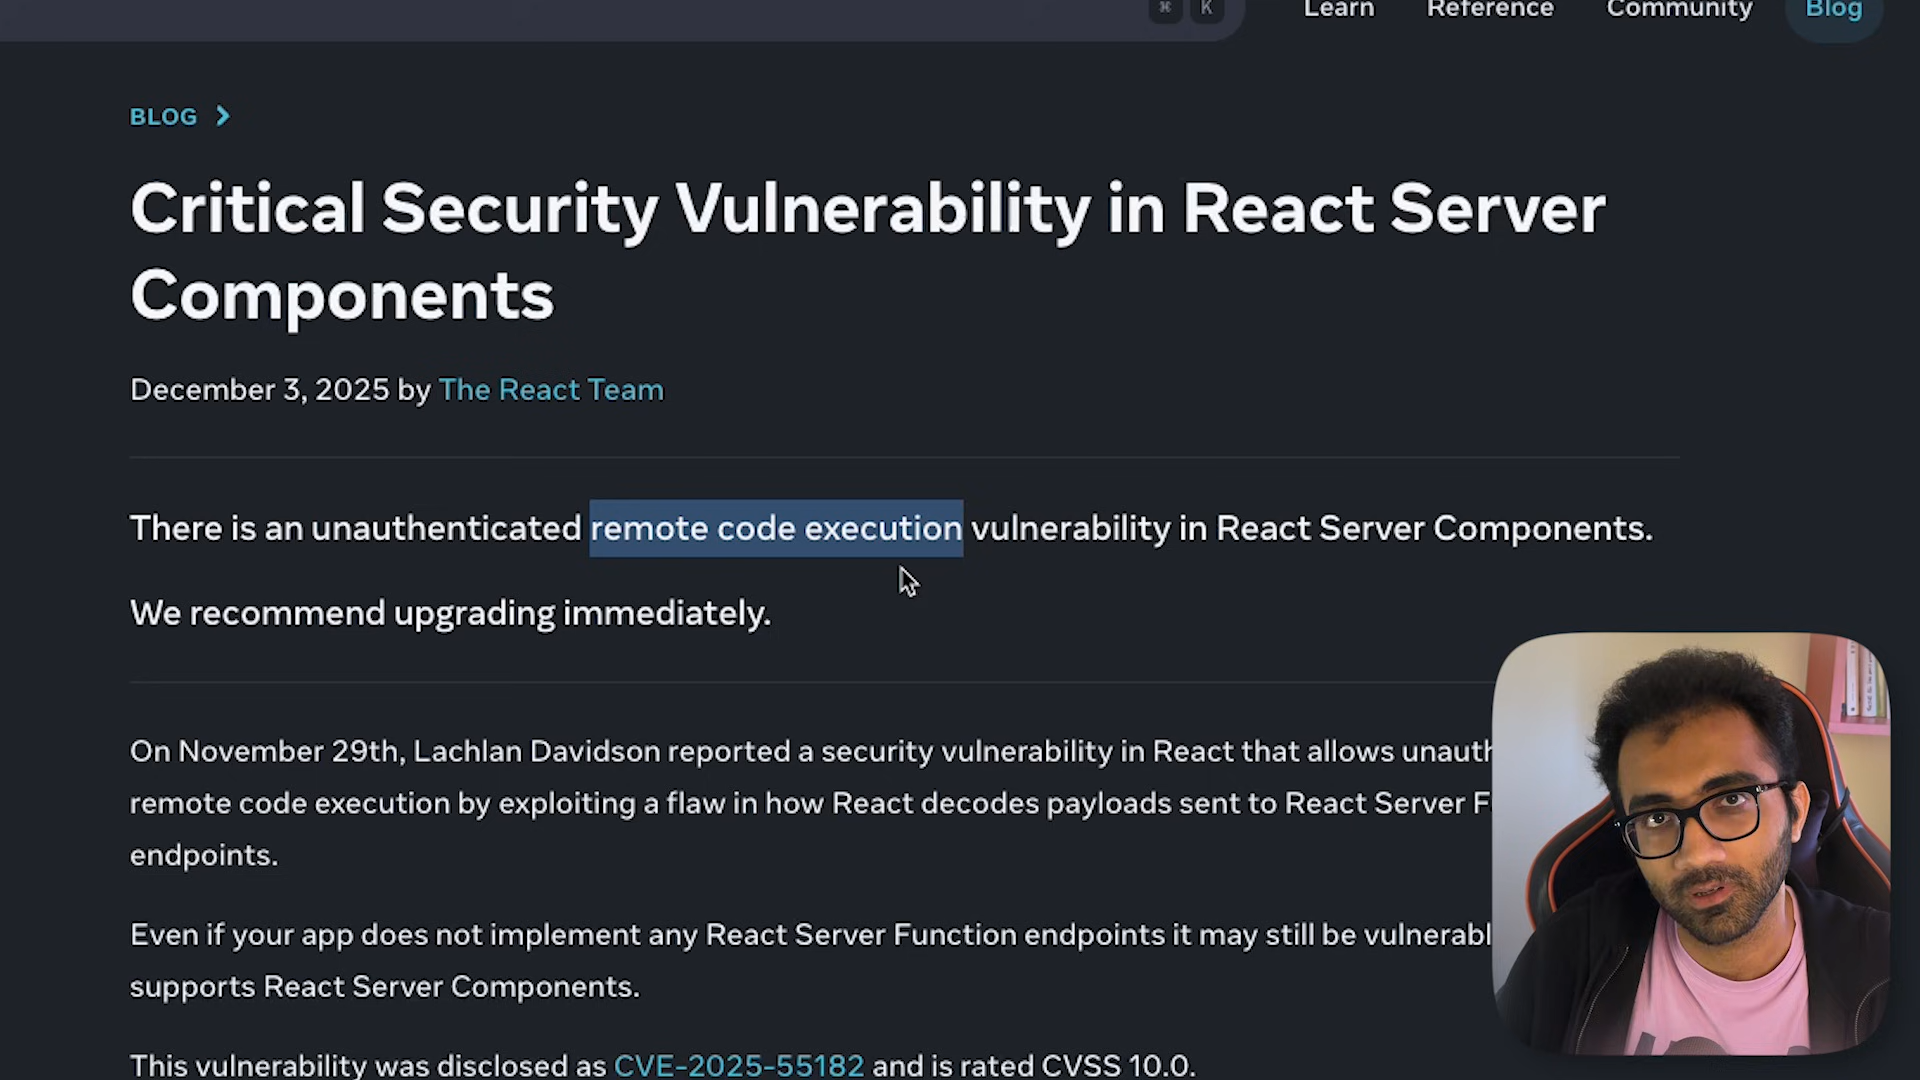 ⌘ K Learn Reference Community Blog
BLOG >
Critical Security Vulnerability in React Server
Components
December 3, 2025 by The React Team
There is an unauthenticated remote code execution vulnerability in React Server Components.
We recommend upgrading immediately.
On November 29th, Lachlan Davidson reported a security vulnerability in React that allows unauth
remote code execution by exploiting a flaw in how React decodes payloads sent to React Server F
endpoints.
Even if your app does not implement any React Server Function endpoints it may still be vulnerabl
supports React Server Components.
This vulnerability was disclosed as CVE-2025-55182 and is rated CVSS 10.0.